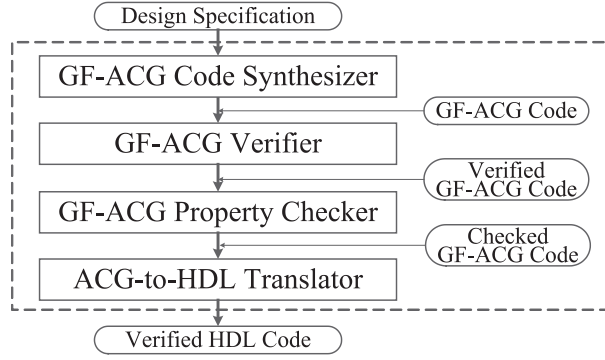 Design Specification
GF-ACG Code Synthesizer
GF-ACG Code
GF-ACG Verifier
Verified
GF-ACG Code
GF-ACG Property Checker
Checked
GF-ACG Code
ACG-to-HDL Translator
Verified HDL Code